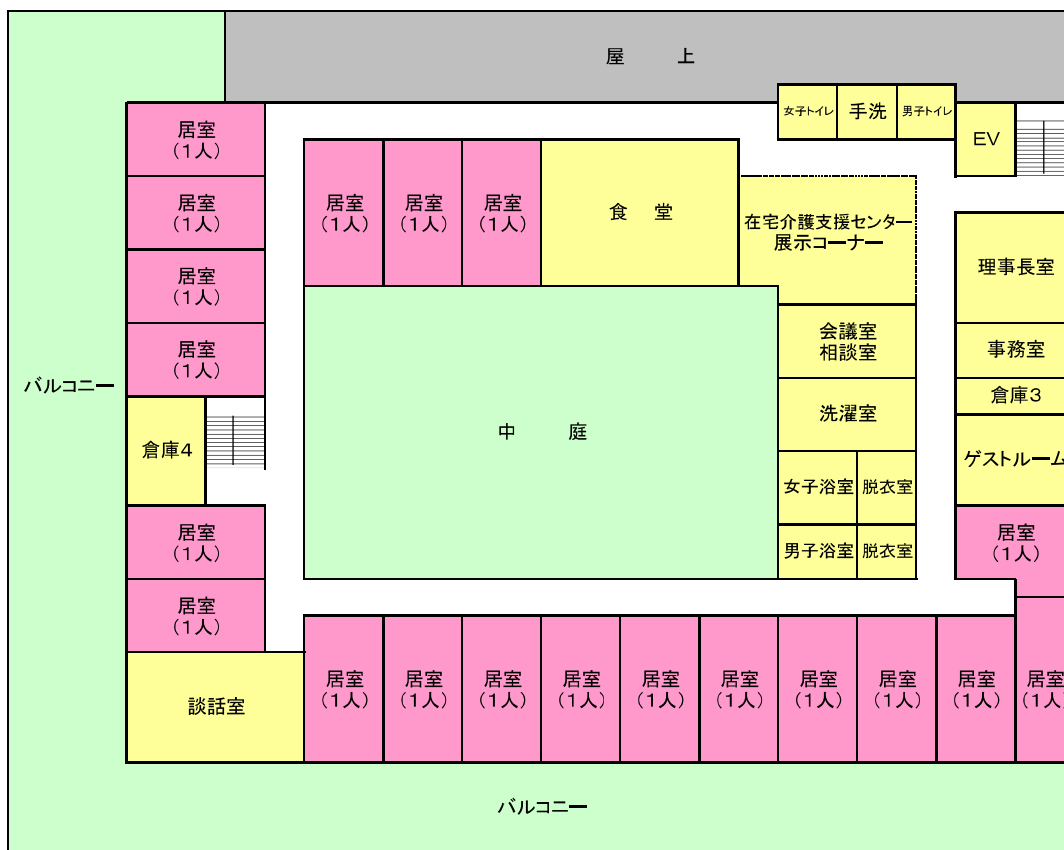 屋　上
女子トイレ
手洗
男子トイレ
EV
居室
(1人)
居室
(1人)
居室
(1人)
居室
(1人)
居室
(1人)
居室
(1人)
居室
(1人)
食　堂
在宅介護支援センター
展示コーナー
理事長室
会議室
相談室
事務室
バルコニー
倉庫3
洗濯室
中　庭
倉庫4
ゲストルーム
女子浴室
脱衣室
居室
(1人)
居室
(1人)
男子浴室
脱衣室
居室
(1人)
談話室
居室
(1人)
居室
(1人)
居室
(1人)
居室
(1人)
居室
(1人)
居室
(1人)
居室
(1人)
居室
(1人)
居室
(1人)
居室
(1人)
バルコニー